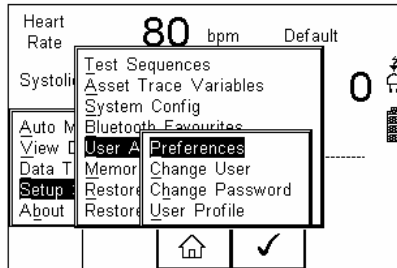 Heart
Rate
80 bpm
Default
Systoli
0
Test Sequences
Asset Trace Variables
System Config
Bluetooth Favourites
User A
Memor
Restore
Restore
Auto M
View D
Data T
Setup
About
Preferences
Change User
Change Password
User Profile